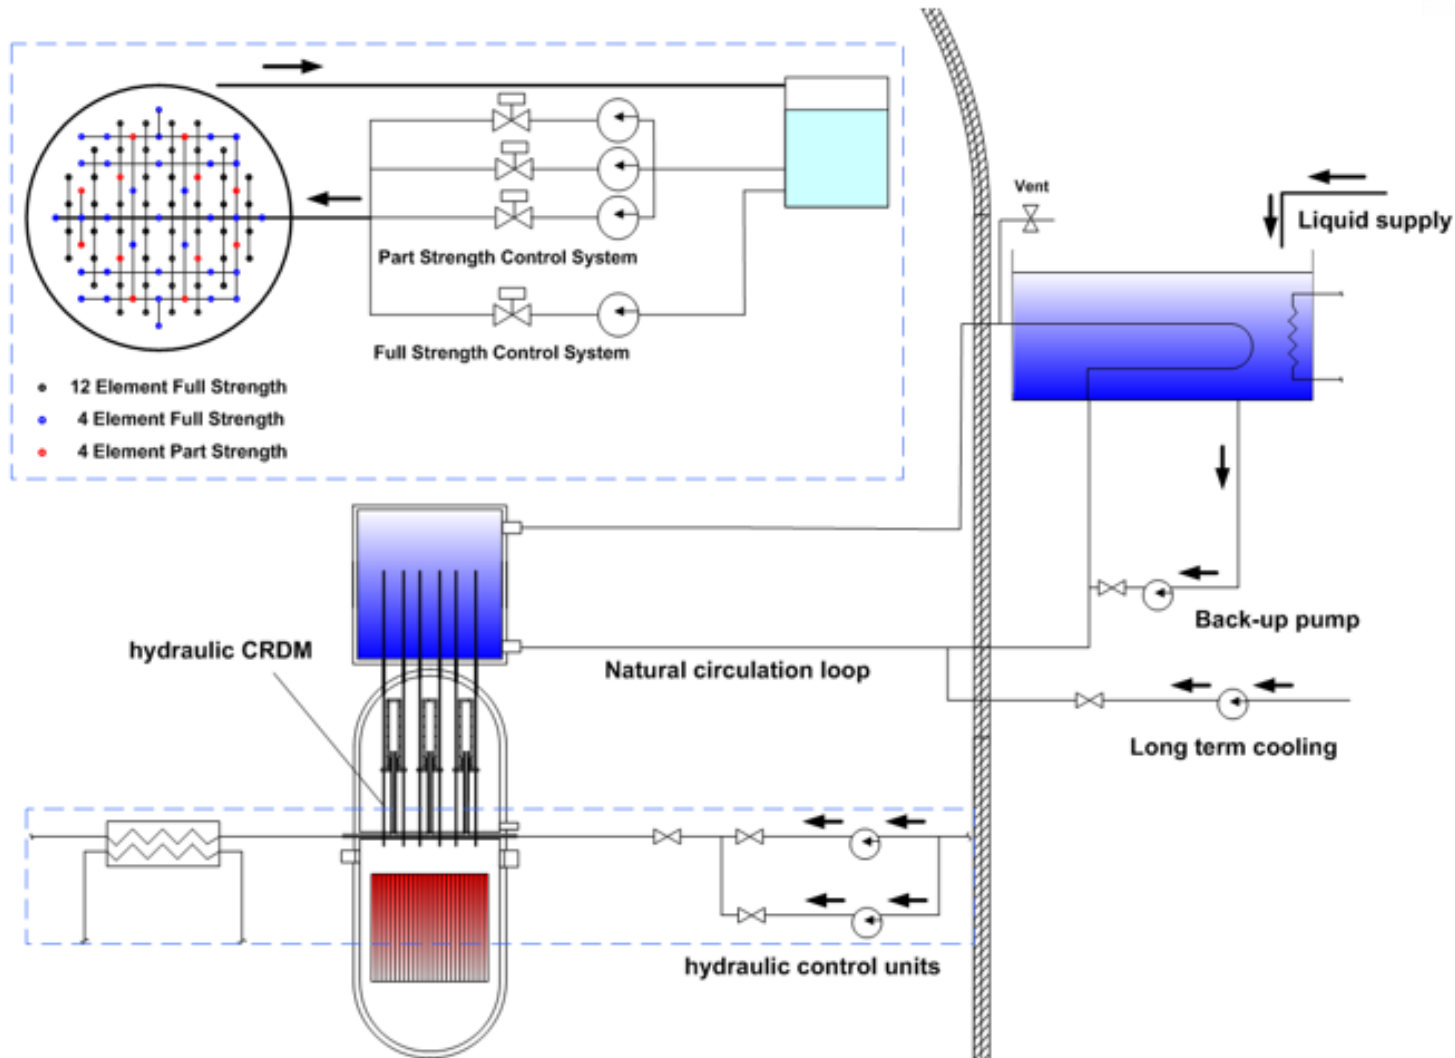 Part Strength Control System
Full Strength Control System
12 Element Full Strength
4 Element Full Strength
4 Element Part Strength
Vent
Liquid supply
Back-up pump
hydraulic CRDM
Natural circulation loop
Long term cooling
hydraulic control units